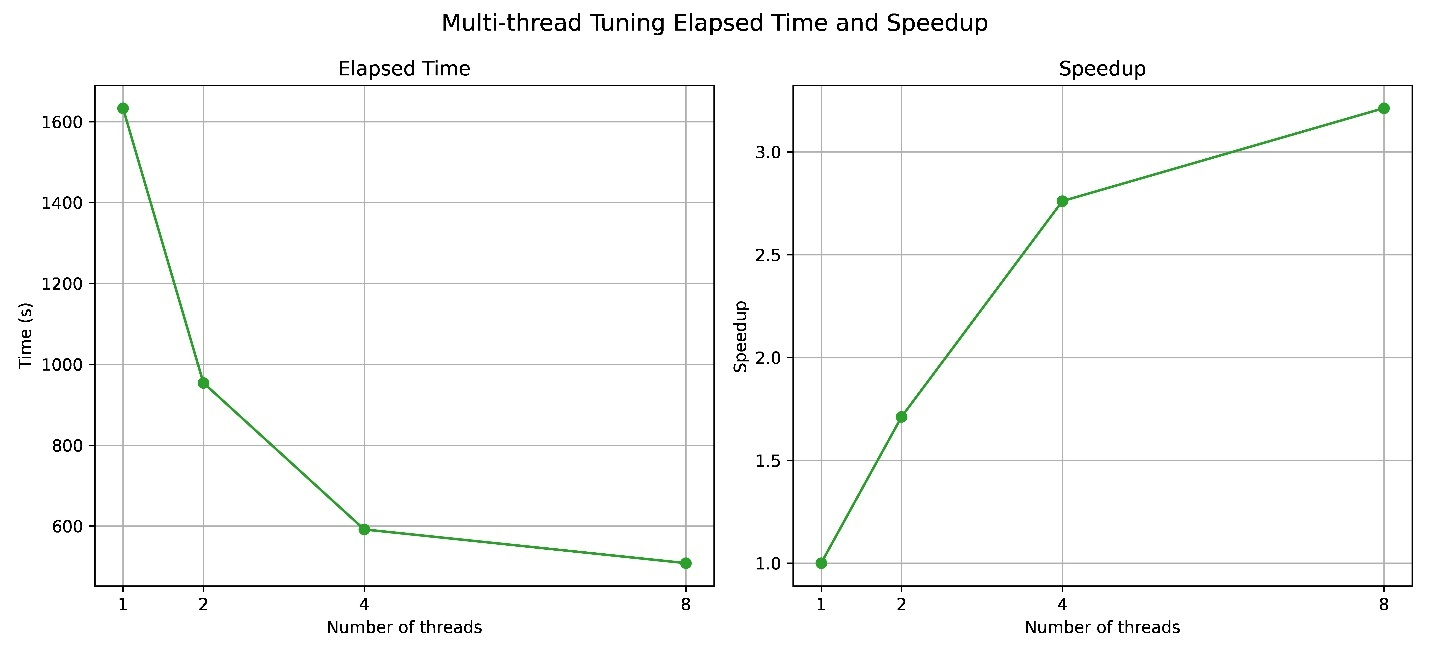 Multi-thread Tuning Elapsed Time and Speedup
Elapsed Time
1600
1400
1200
1000
800
600
Time (s)
1 2 4 8
Number of threads
Speedup
3.0
2.5
2.0
1.5
1.0
Speedup
1 2 4 8
Number of threads